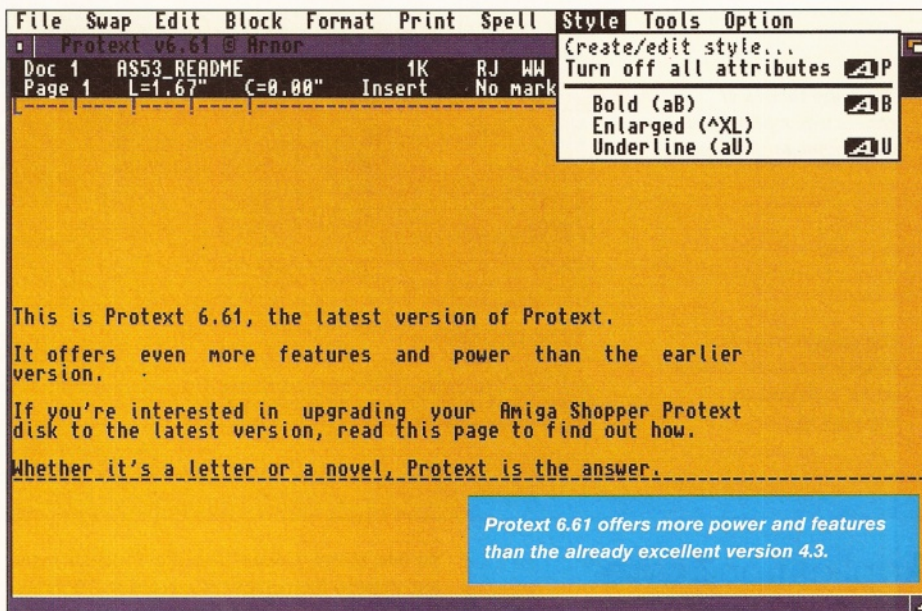 File Swap Edit Block Format Print Spell Style Tools Option
Protext v6.61 © Arnor
Create/edit style...
Doc 1 AS53_README 1K RJ WW
Turn off all attributes A P
Page 1 L=1.67" C=0.00" Insert No mark
Bold (aB) A B
Enlarged (^XL)
Underline (aU) A U
This is Protext 6.61, the latest version of Protext.
It offers even more features and power than the earlier
version.
If you're interested in upgrading your Amiga Shopper Protext
disk to the latest version, read this page to find out how.
Whether it's a letter or a novel, Protext is the answer.
Protext 6.61 offers more power and features
than the already excellent version 4.3.